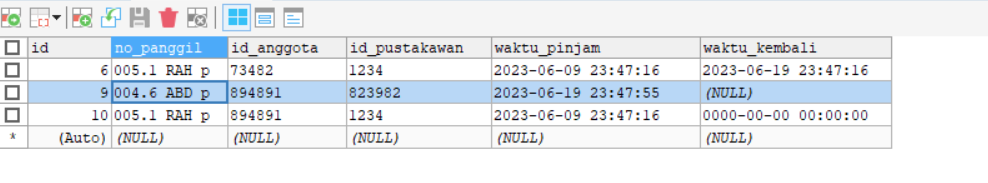 id no_panggil id_anggota id_pustakawan waktu_pinjam waktu_kembali
6 005.1 RAH p 73482 1234 2023-06-09 23:47:16 2023-06-19 23:47:16
9 004.6 ABD p 894891 823982 2023-06-19 23:47:55 (NULL)
10 005.1 RAH p 894891 1234 2023-06-09 23:47:16 0000-00-00 00:00:00
* (Auto) (NULL) (NULL) (NULL) (NULL) (NULL)